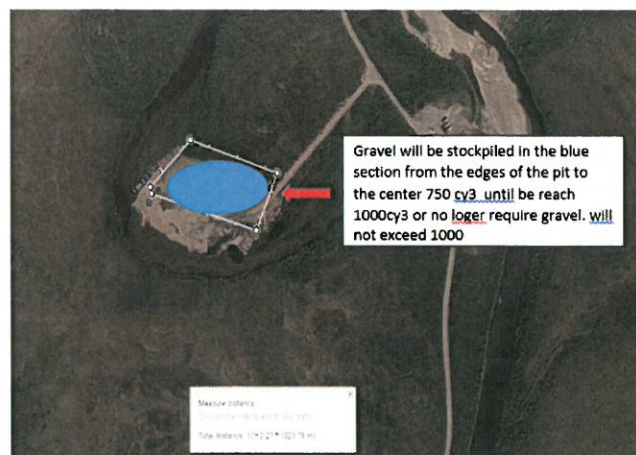 Gravel will be stockpiled in the blue
section from the edges of the pit to
the center 750 cy3 until be reach
1000cy3 or no loger require gravel. will
not exceed 1000
Measure distance
Total distance: